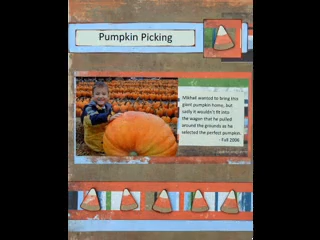 Pumpkin Picking
Mikhail wanted to bring this
giant pumpkin home, but
sadly it wouldn't fit into
the wagon that he pulled
around the grounds as he
selected the perfect pumpkin.
- Fall 2006